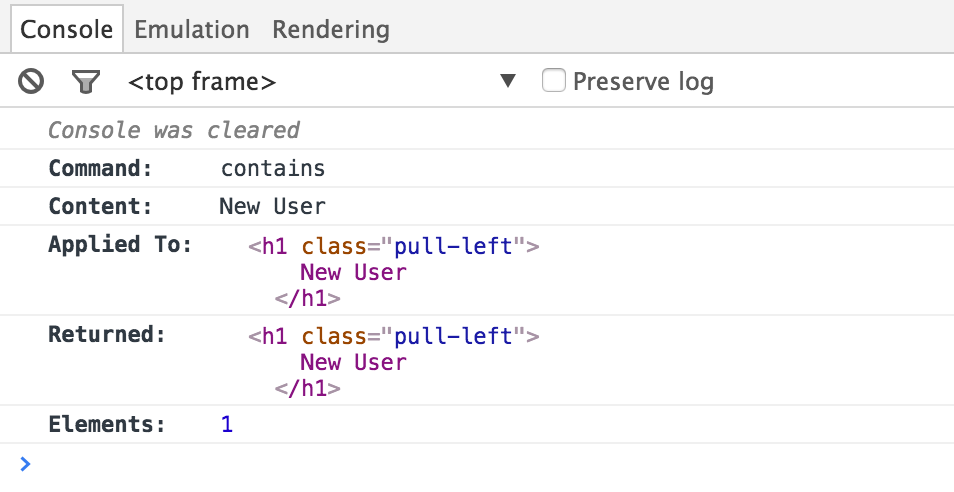 Console Emulation Rendering
<top frame> ▼ Preserve log
Console was cleared
Command: contains
Content: New User
Applied To: <h1 class="pull-left">
New User
</h1>
Returned: <h1 class="pull-left">
New User
</h1>
Elements: 1